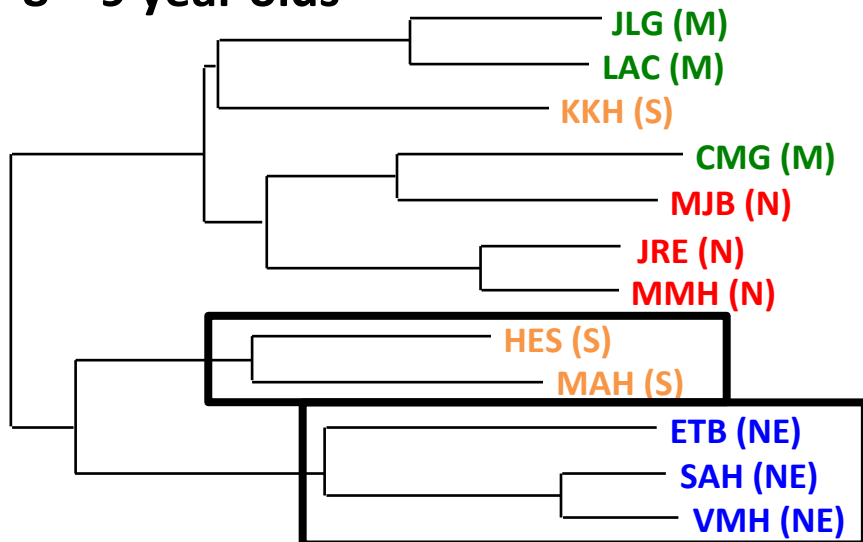 JLG (M)
LAC (M)
KKH (S)
CMG (M)
MJB (N)
JRE (N)
MMH (N)
HES (S)
MAH (S)
ETB (NE)
SAH (NE)
VMH (NE)